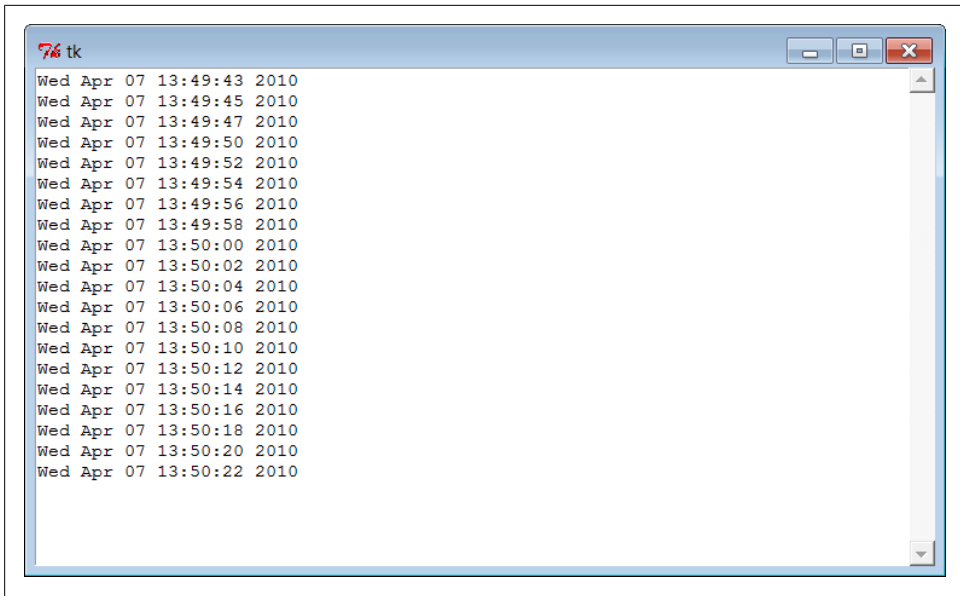 tk
Wed Apr 07 13:49:43 2010
Wed Apr 07 13:49:45 2010
Wed Apr 07 13:49:47 2010
Wed Apr 07 13:49:50 2010
Wed Apr 07 13:49:52 2010
Wed Apr 07 13:49:54 2010
Wed Apr 07 13:49:56 2010
Wed Apr 07 13:49:58 2010
Wed Apr 07 13:50:00 2010
Wed Apr 07 13:50:02 2010
Wed Apr 07 13:50:04 2010
Wed Apr 07 13:50:06 2010
Wed Apr 07 13:50:08 2010
Wed Apr 07 13:50:10 2010
Wed Apr 07 13:50:12 2010
Wed Apr 07 13:50:14 2010
Wed Apr 07 13:50:16 2010
Wed Apr 07 13:50:18 2010
Wed Apr 07 13:50:20 2010
Wed Apr 07 13:50:22 2010